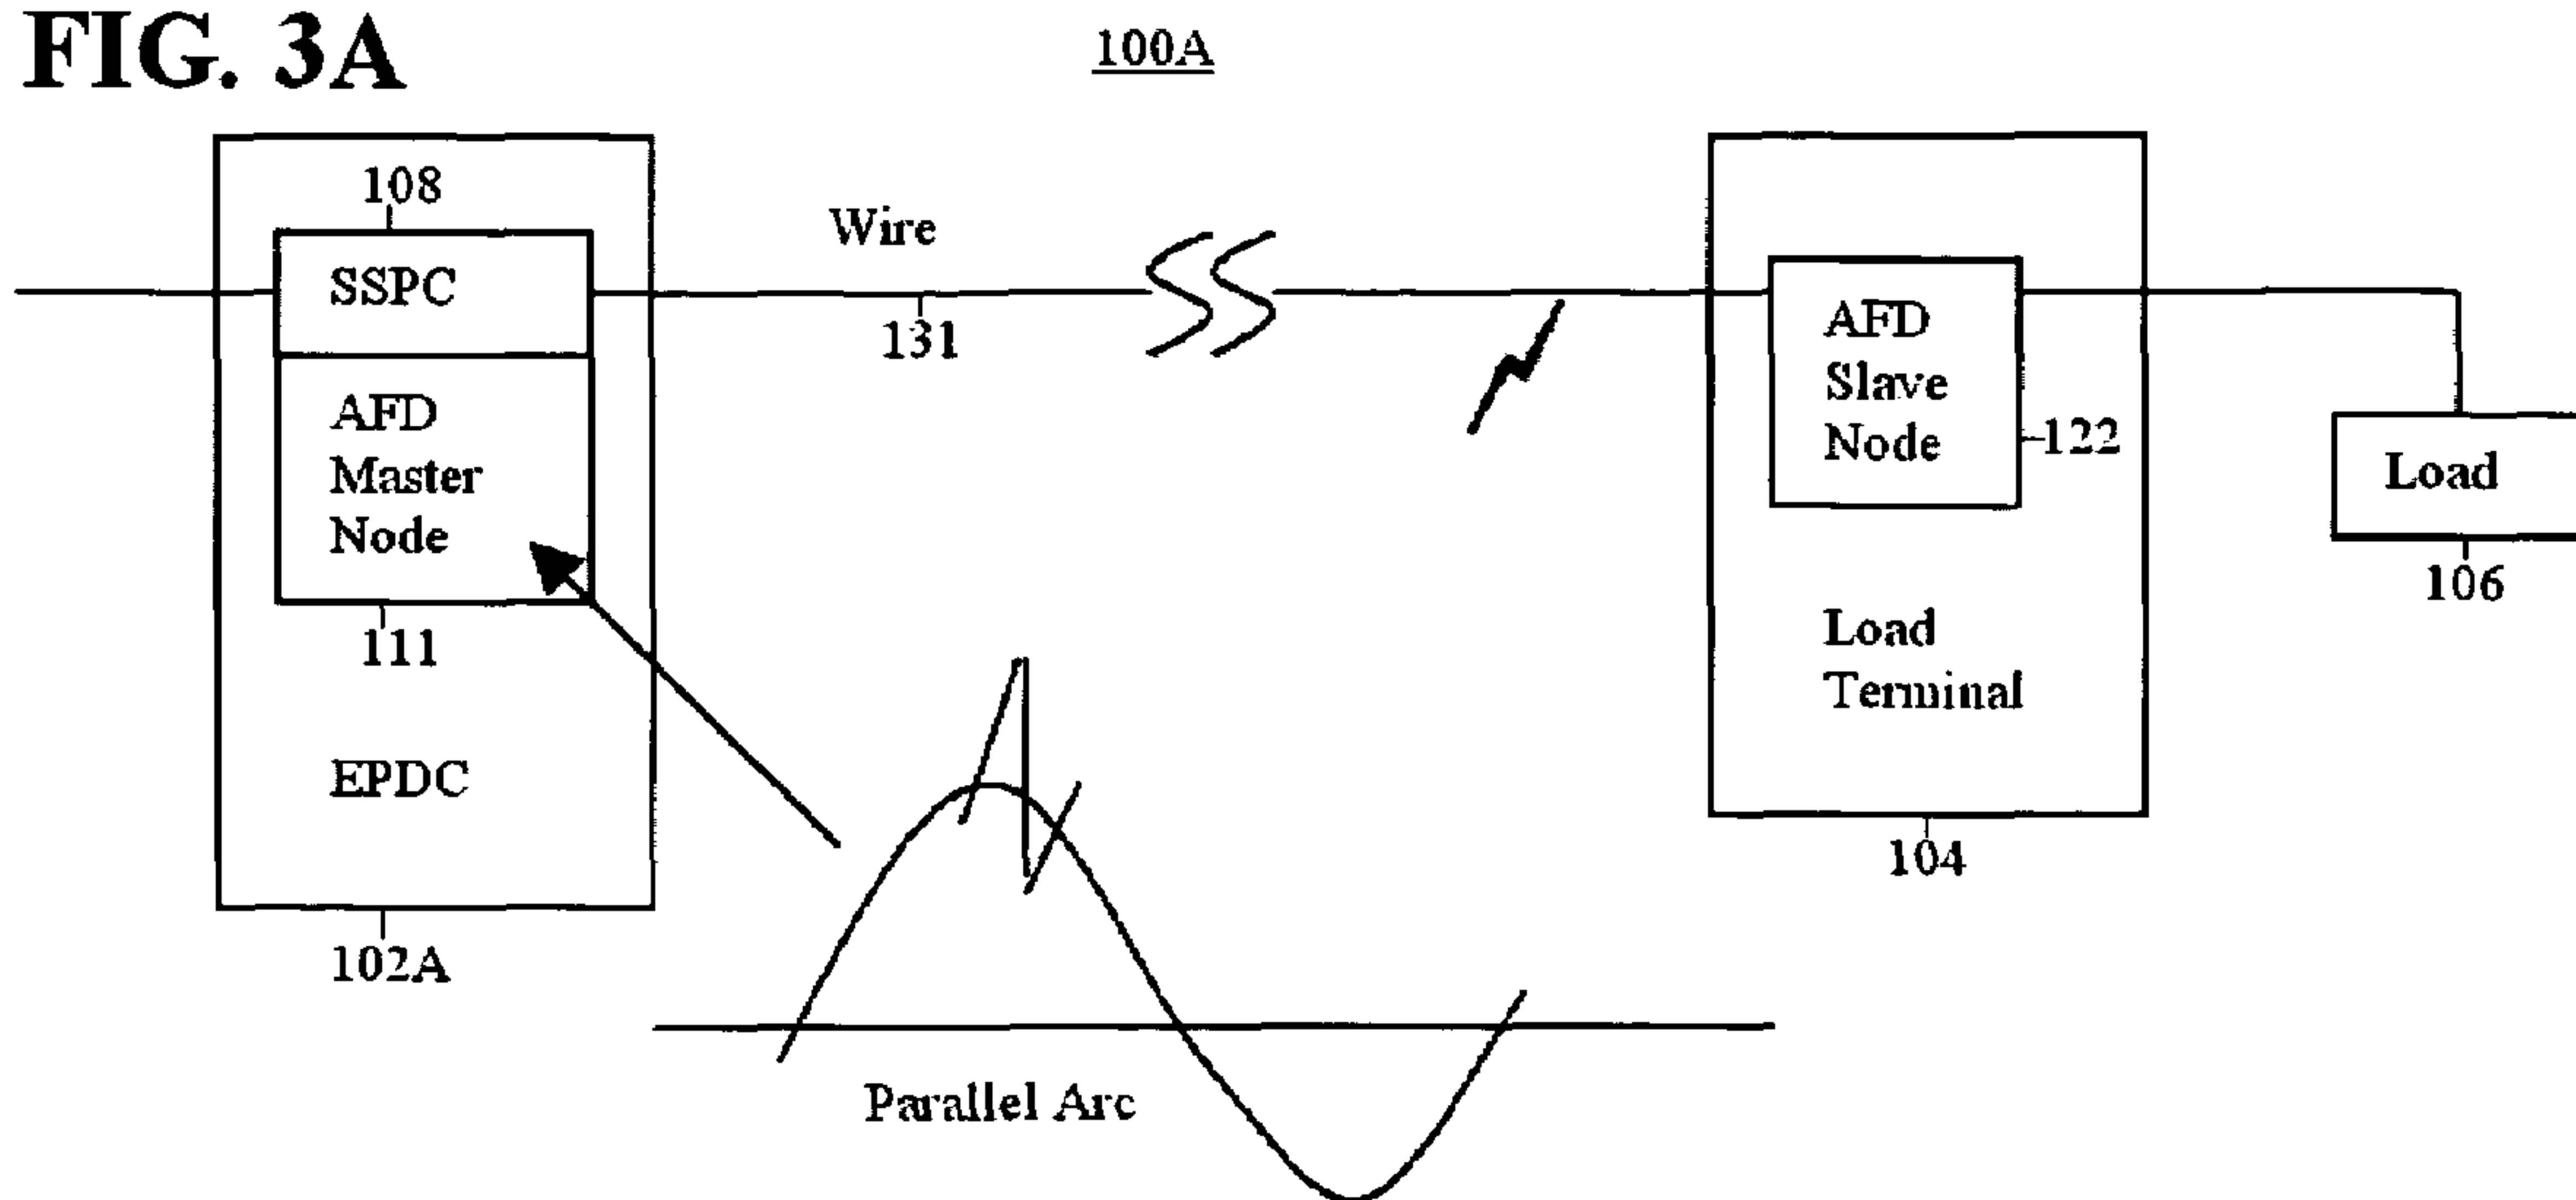 FIG. 3A
100A
108
SSPC
AFD
Master
Node
111
EPDC
102A
Wire
131
AFD
Slave
Node
122
Load
Terminal
104
Load
106
Parallel Arc